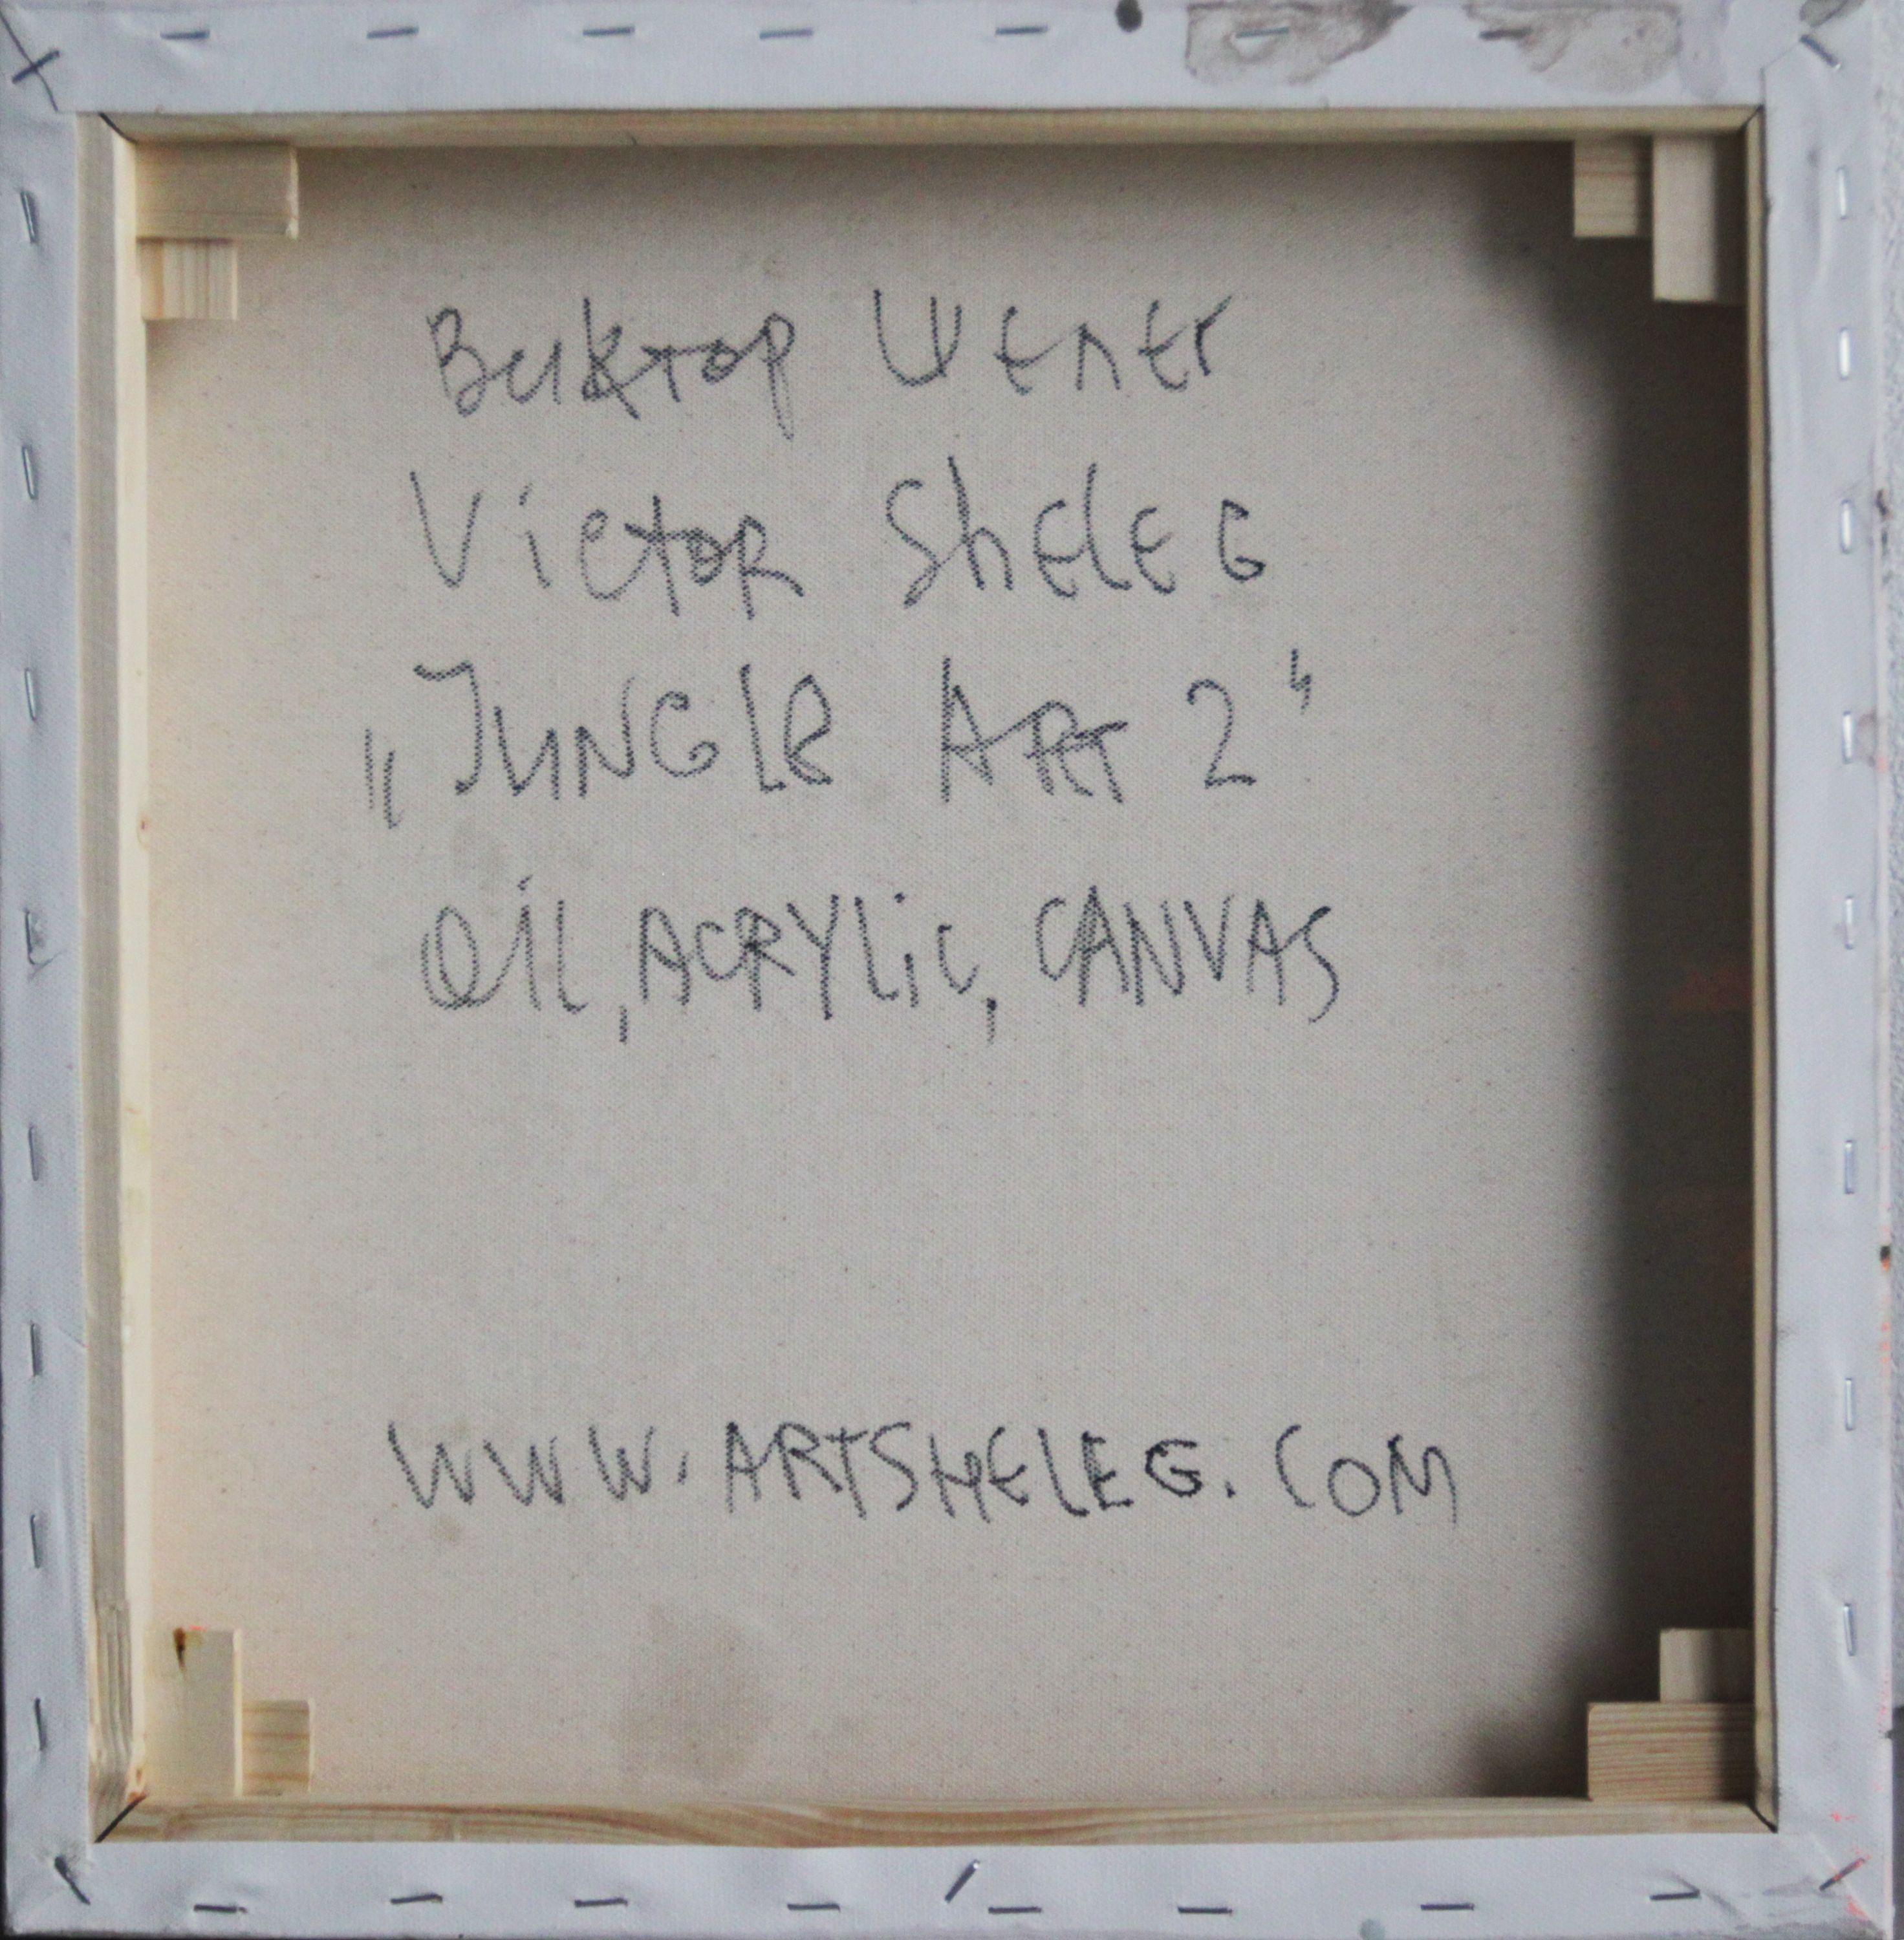 Виктор Шелег
Victor Sheleg
„JUNGLE ART 2"
OIL, ACRYLIC, CANVAS
WWW.ARTSHELEG.COM